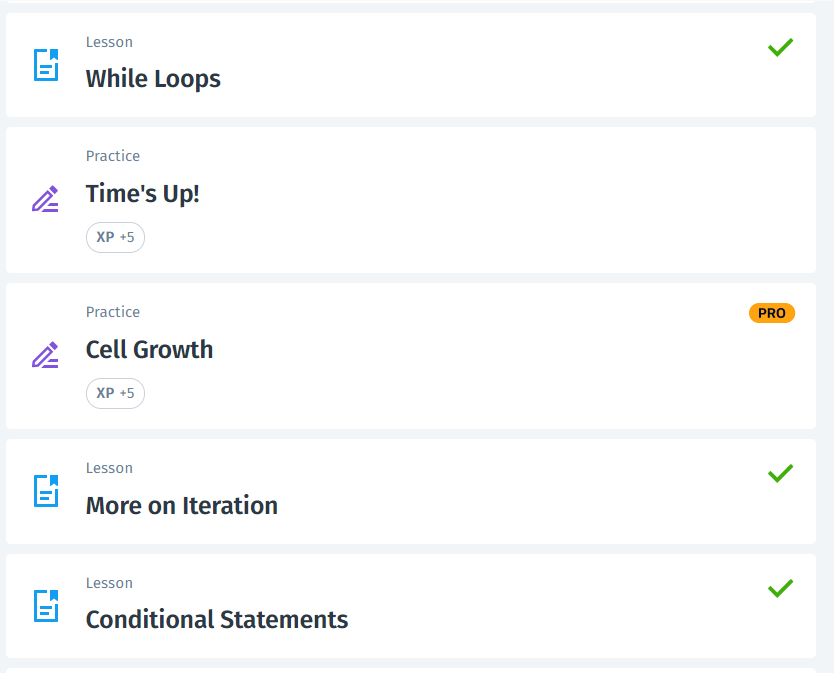 Lesson
While Loops
Practice
Time's Up!
XP +5
Practice
PRO
Cell Growth
XP +5
Lesson
More on Iteration
Lesson
Conditional Statements